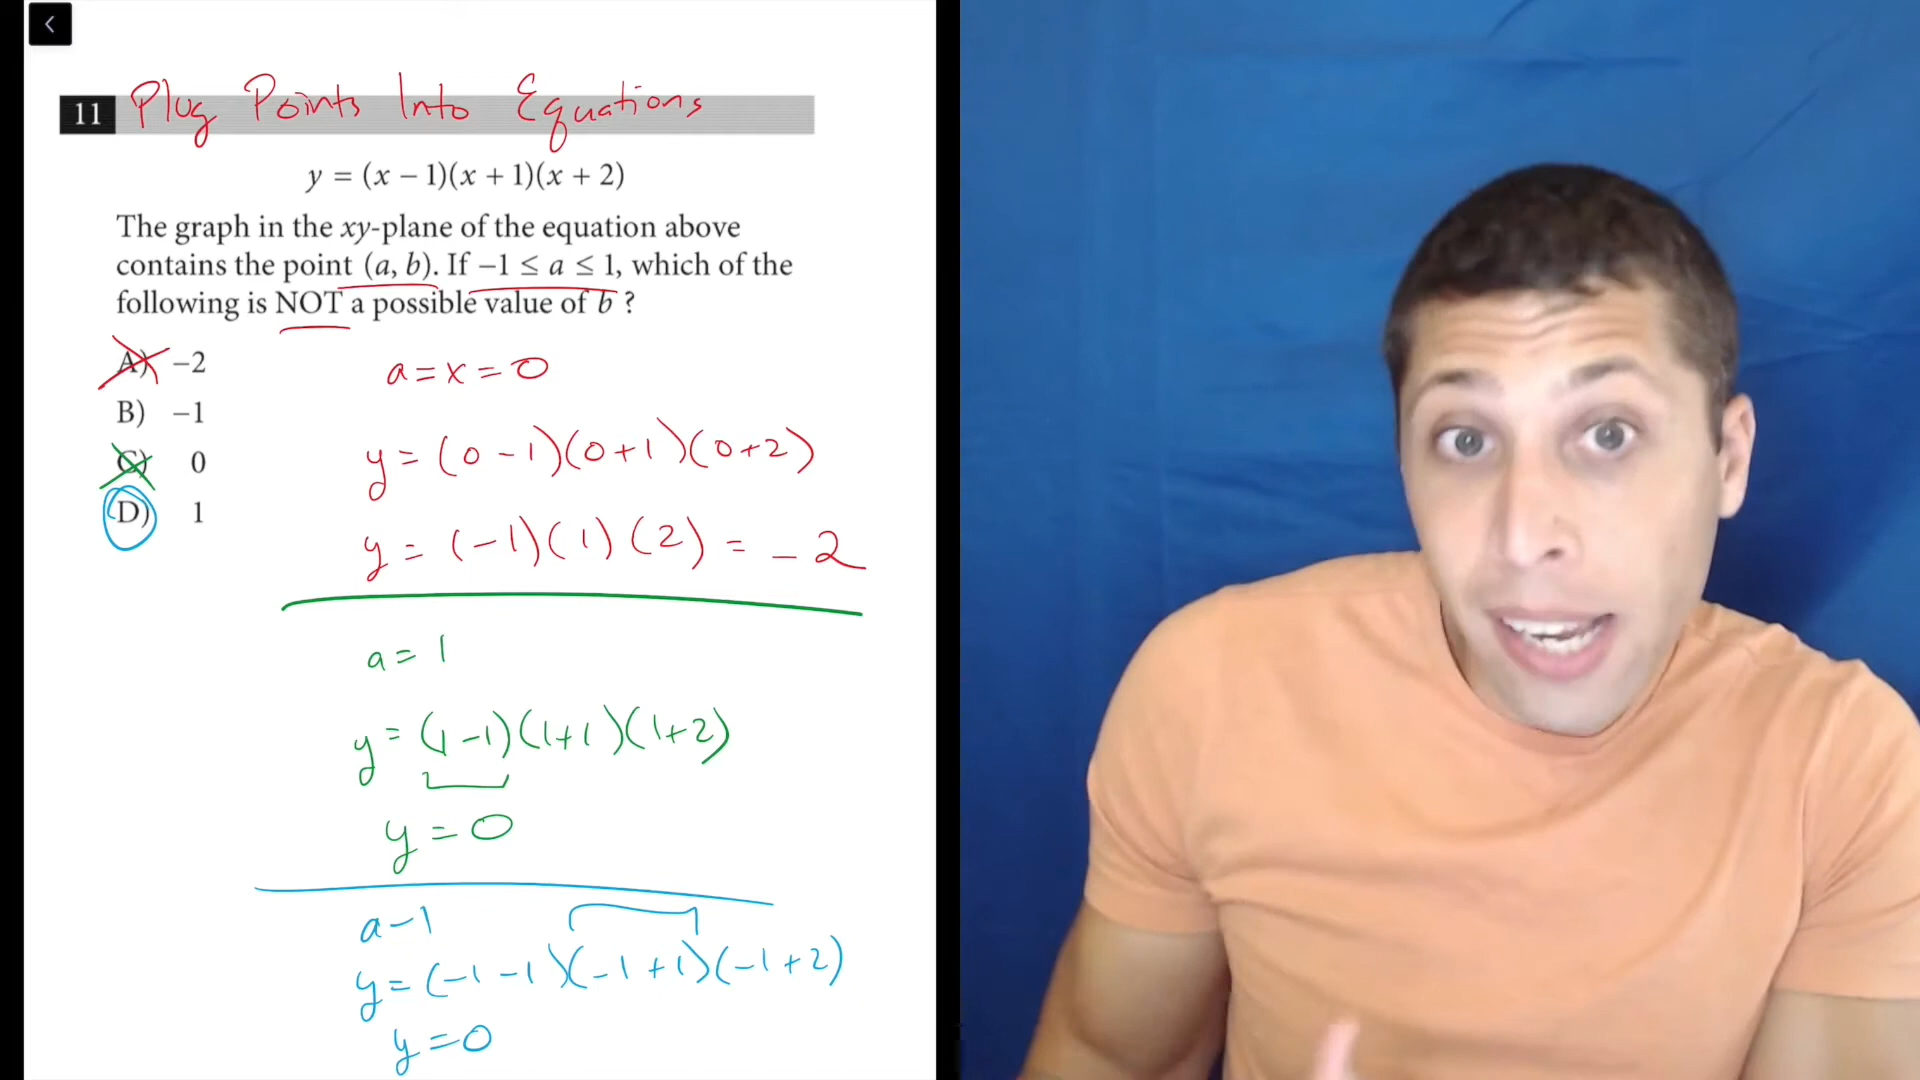 11 Plug Points Into Equations
y = (x − 1)(x + 1)(x + 2)
The graph in the xy-plane of the equation above
contains the point (a, b). If −1 ≤ a ≤ 1, which of the
following is NOT a possible value of b ?
A) −2
B) −1
C) 0
D) 1
a = x = 0
y = (0 - 1)(0 + 1)(0 + 2)
y = (-1)(1)(2) = -2
a = 1
y = (1 - 1)(1 + 1)(1 + 2)
y = 0
a - 1
y = (-1 - 1)(-1 + 1)(-1 + 2)
y = 0